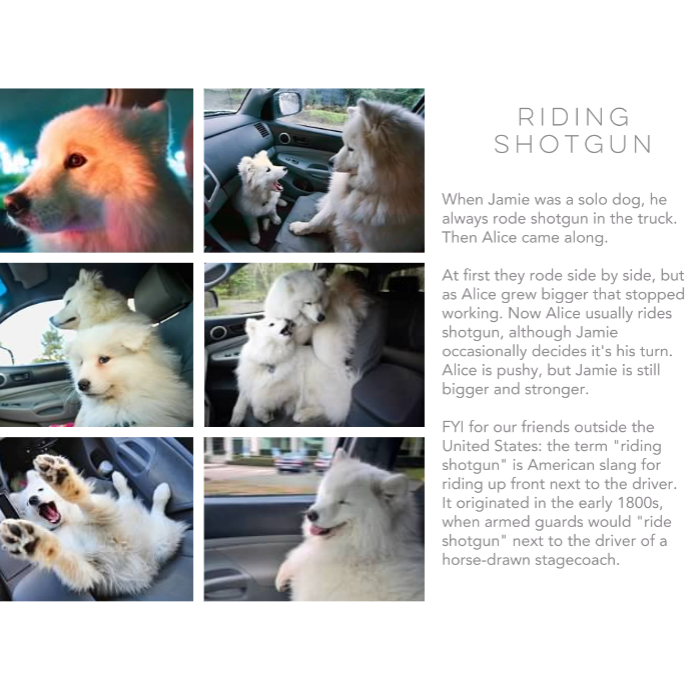 RIDING
SHOTGUN
When Jamie was a solo dog, he
always rode shotgun in the truck.
Then Alice came along.
At first they rode side by side, but
as Alice grew bigger that stopped
working. Now Alice usually rides
shotgun, although Jamie
occasionally decides it's his turn.
Alice is pushy, but Jamie is still
bigger and stronger.
FYI for our friends outside the
United States: the term "riding
shotgun" is American slang for
riding up front next to the driver.
It originated in the early 1800s,
when armed guards would "ride
shotgun" next to the driver of a
horse-drawn stagecoach.